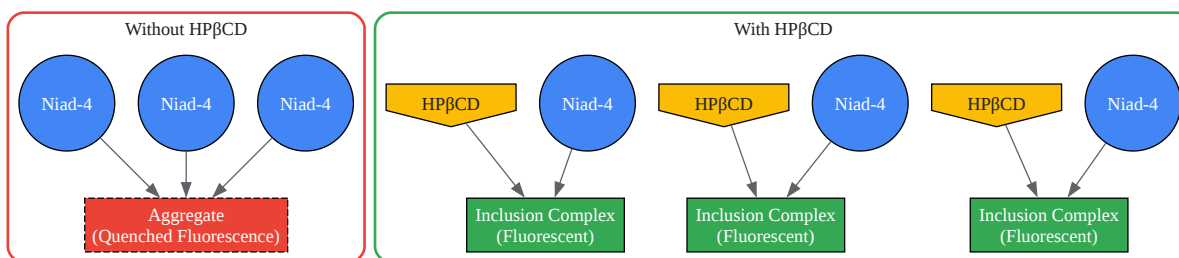 Without HPβCD
Niad-4
Niad-4
Niad-4
Aggregate
(Quenched Fluorescence)
With HPβCD
HPβCD
Niad-4
HPβCD
Niad-4
HPβCD
Niad-4
Inclusion Complex
(Fluorescent)
Inclusion Complex
(Fluorescent)
Inclusion Complex
(Fluorescent)